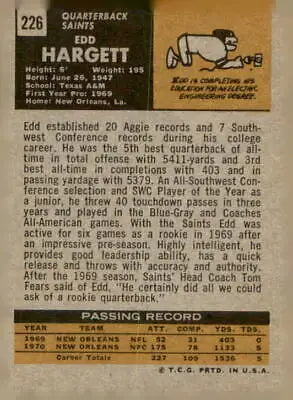 226
QUARTERBACK
SAINTS
EDD
HARGETT
Height: 6' Weight: 195
Born: June 26, 1947
School: Texas A&M
First Year Pro: 1969
Home: New Orleans, La.
EDD IS COMPLETING HIS
EDUCATION FOR AN ELECTRIC
ENGINEERING DEGREE.
Edd established 20 Aggie records and 7 South-
west Conference records during his college
career. He was the 5th best quarterback of all-
time in total offense with 5411-yards and 3rd
best all-time in completions with 403 and in
passing yardage with 5379. An All-Southwest Con-
ference selection and SWC Player of the Year as
a junior, he threw 40 touchdown passes in three
years and played in the Blue-Gray and Coaches
All-American games. With the Saints Edd was
active for six games as a rookie in 1969 after
an impressive pre-season. Highly intelligent, he
provides good leadership ability, has a quick
release and throws with accuracy and authority.
After the 1969 season, Saints' Head Coach Tom
Fears said of Edd, "He certainly did all we could
ask of a rookie quarterback."
PASSING RECORD
YEAR ATT. COMP. YARDS TDS.
1969 NEW ORLEANS NFL 52 31 403 0
1970 NEW ORLEANS NFC 175 78 1133 5
Career Totals 227 109 1536 5
© T.C.G. PRTD. IN U.S.A.